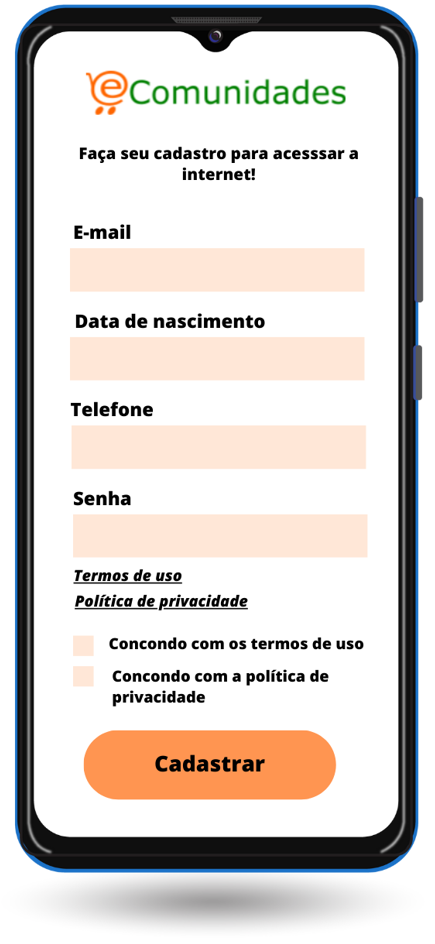 eComunidades
Faça seu cadastro para acesssar a
internet!
E-mail
Data de nascimento
Telefone
Senha
Termos de uso
Política de privacidade
Concondo com os termos de uso
Concondo com a política de
privacidade
Cadastrar